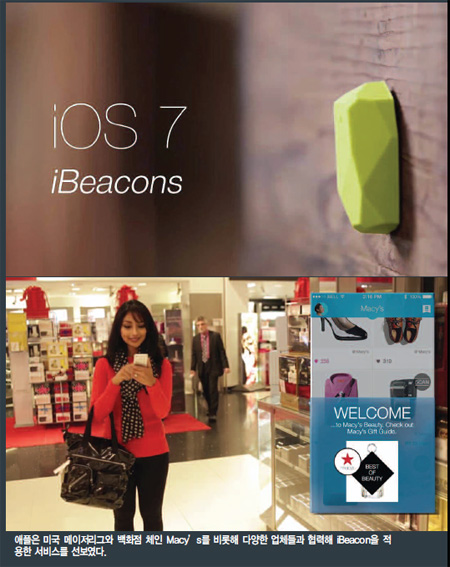 iOS 7
iBeacons
2:16 PM
Macy's
WELCOME
...to Macy's Beauty. Check out
Macy's Gift Guide.
BEST
OF
BEAUTY
애플은 미국 메이저리그와 백화점 체인 Macy's를 비롯해 다양한 업체들과 협력해 iBeacon을 적
용한 서비스를 선보였다.